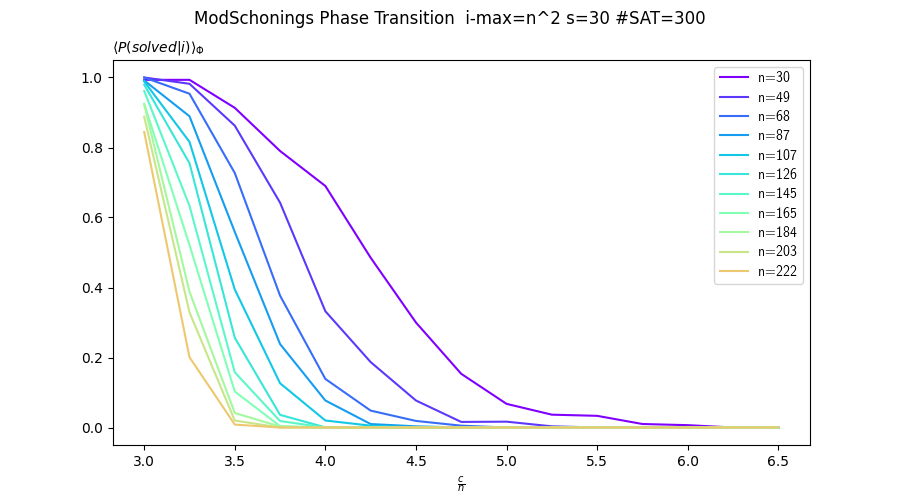 ModSchonings Phase Transition i-max=n^2 s=30 #SAT=300
⟨P(solved|i)⟩Φ
1.0
0.8
0.6
0.4
0.2
0.0
n=30
n=49
n=68
n=87
n=107
n=126
n=145
n=165
n=184
n=203
n=222
3.0 3.5 4.0 4.5 5.0 5.5 6.0 6.5
c/n